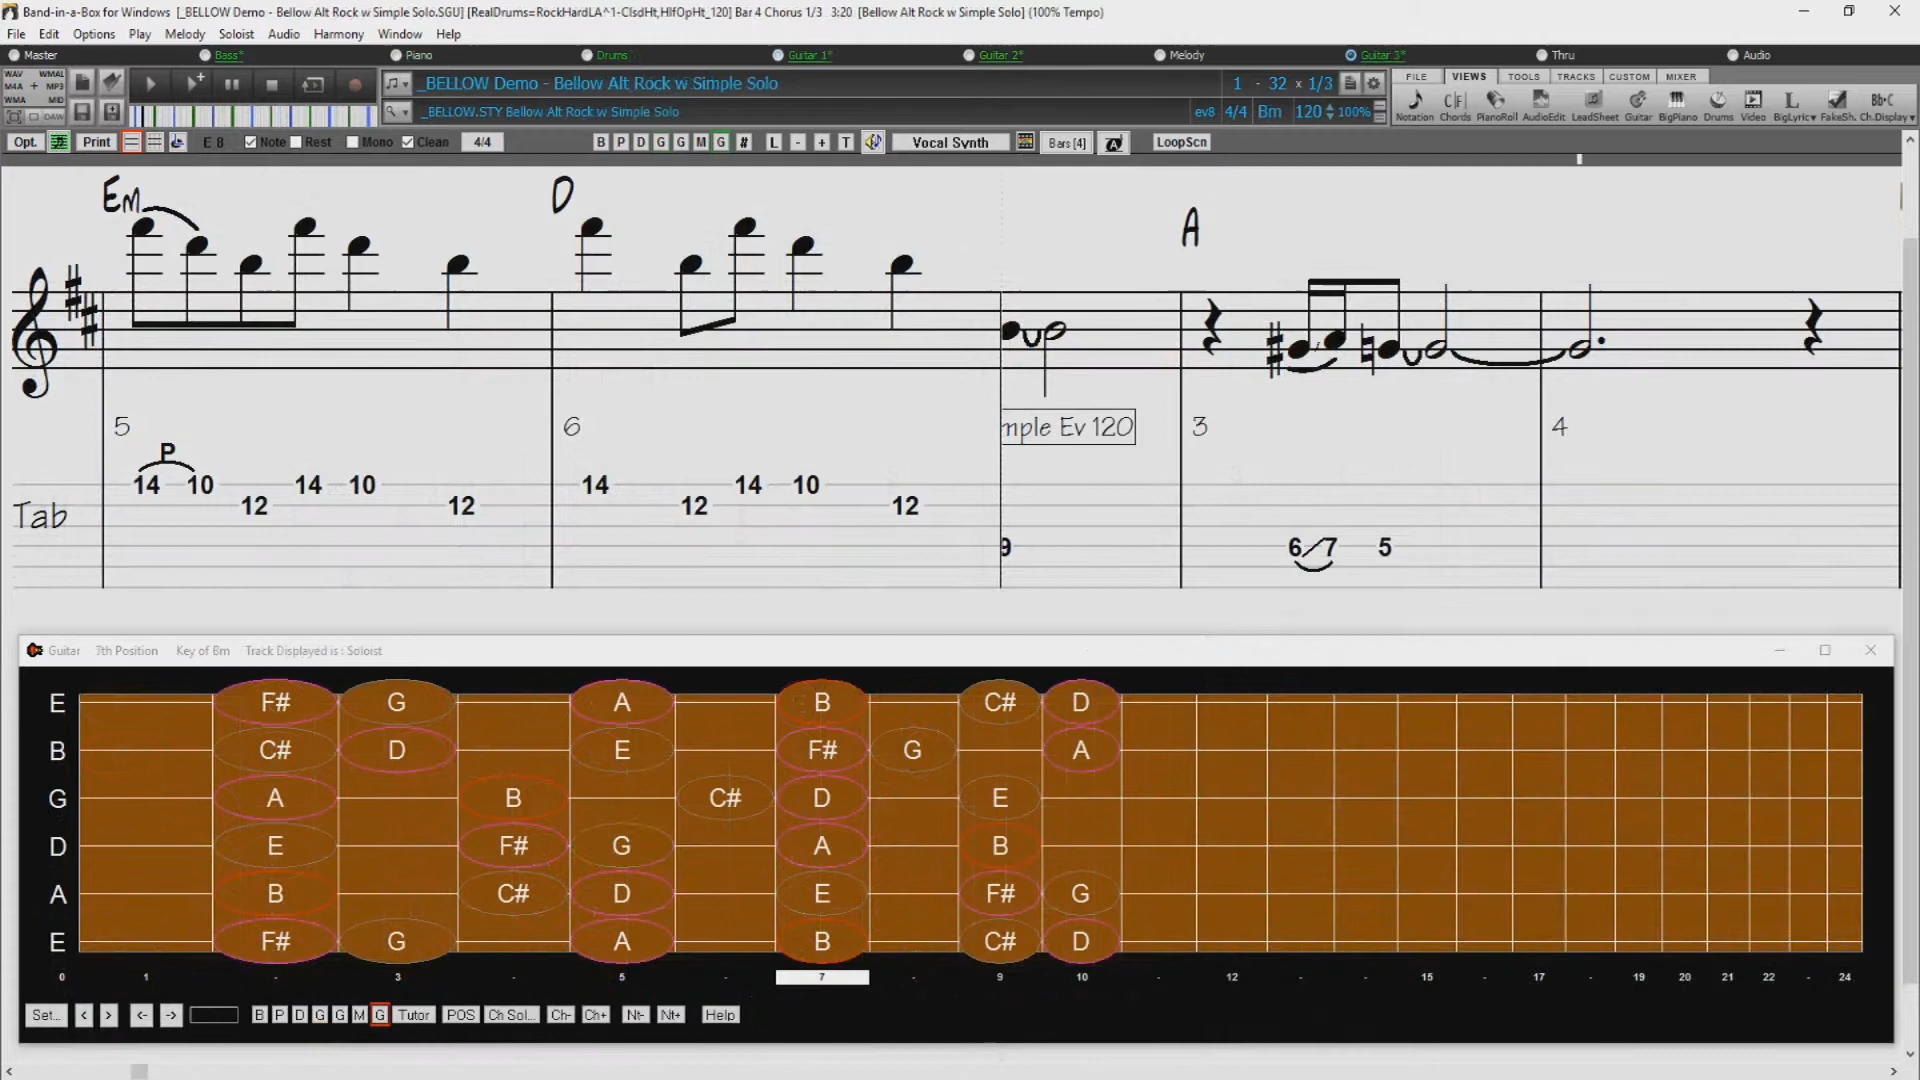 Band-in-a-Box for Windows [_BELLOW Demo - Bellow Alt Rock w Simple Solo.SGU] [RealDrums=RockHardLA^1-ClsdHt,HlfOpHt_120] Bar 4 Chorus 1/3 3:20 [Bellow Alt Rock w Simple Solo] (100% Tempo)
File Edit Options Play Melody Soloist Audio Harmony Window Help
Master Bass* Piano Drums Guitar 1* Guitar 2* Melody Guitar 3* Thru Audio
WAV WMAL
M4A + MP3
WMA MID
DAW
_BELLOW Demo - Bellow Alt Rock w Simple Solo 1 - 32 x 1/3
_BELLOW.STY Bellow Alt Rock w Simple Solo ev8 4/4 Bm 120 100%
FILE VIEWS TOOLS TRACKS CUSTOM MIXER
Notation Chords PianoRoll AudioEdit LeadSheet Guitar BigPiano Drums Video BigLyric FakeSh. Ch.Display
Opt. Print E 8 Note Rest Mono Clean 4/4 B P D G G M G # L - + T Vocal Synth Bars [4] A LoopScn
Em D A
5 6 mple Ev 120 3 4
P
14 10 12 14 10 12 14 12 14 10 12
Tab
9 6 7 5
Guitar 7th Position Key of Bm Track Displayed is : Soloist
E F# G A B C# D
B C# D E F# G A
G A B C# D E
D E F# G A B
A B C# D E F# G
E F# G A B C# D
0 1 - 3 - 5 - 7 - 9 10 - 12 - - 15 - 17 - 19 20 21 22 - 24
Set... < > <- -> B P D G G M G Tutor POS Ch Sol... Ch- Ch+ Nt- Nt+ Help